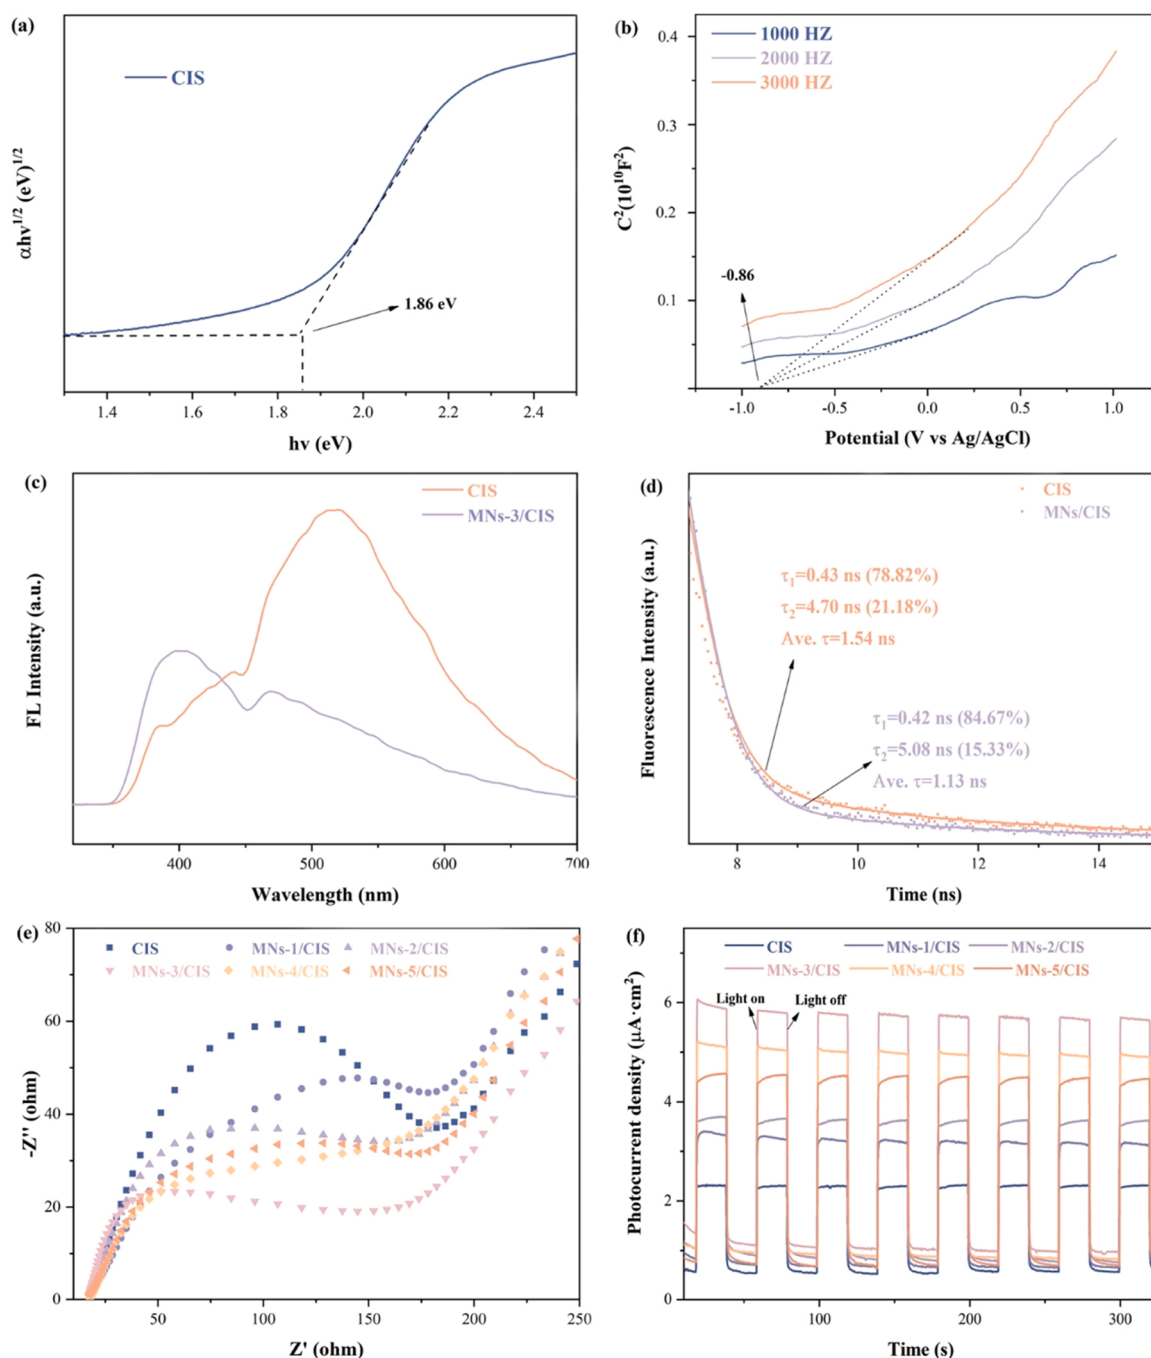 (a)
CIS
αhν1/2 (eV)1/2
1.86 eV
1.4 1.6 1.8 2.0 2.2 2.4
hν (eV)
(b)
1000 HZ
2000 HZ
3000 HZ
C2(1010F2)
0.4
0.3
0.2
0.1
-0.86
-1.0 -0.5 0.0 0.5 1.0
Potential (V vs Ag/AgCl)
(c)
CIS
MNs-3/CIS
FL Intensity (a.u.)
400 500 600 700
Wavelength (nm)
(d)
CIS
MNs/CIS
Fluorescence Intensity (a.u.)
τ1=0.43 ns (78.82%)
τ2=4.70 ns (21.18%)
Ave. τ=1.54 ns
τ1=0.42 ns (84.67%)
τ2=5.08 ns (15.33%)
Ave. τ=1.13 ns
8 10 12 14
Time (ns)
(e)
CIS MNs-1/CIS MNs-2/CIS
MNs-3/CIS MNs-4/CIS MNs-5/CIS
-Z'' (ohm)
80
60
40
20
0
50 100 150 200 250
Z' (ohm)
(f)
CIS MNs-1/CIS MNs-2/CIS
MNs-3/CIS MNs-4/CIS MNs-5/CIS
Light on Light off
Photocurrent density (μA·cm2)
6
4
2
0
100 200 300
Time (s)